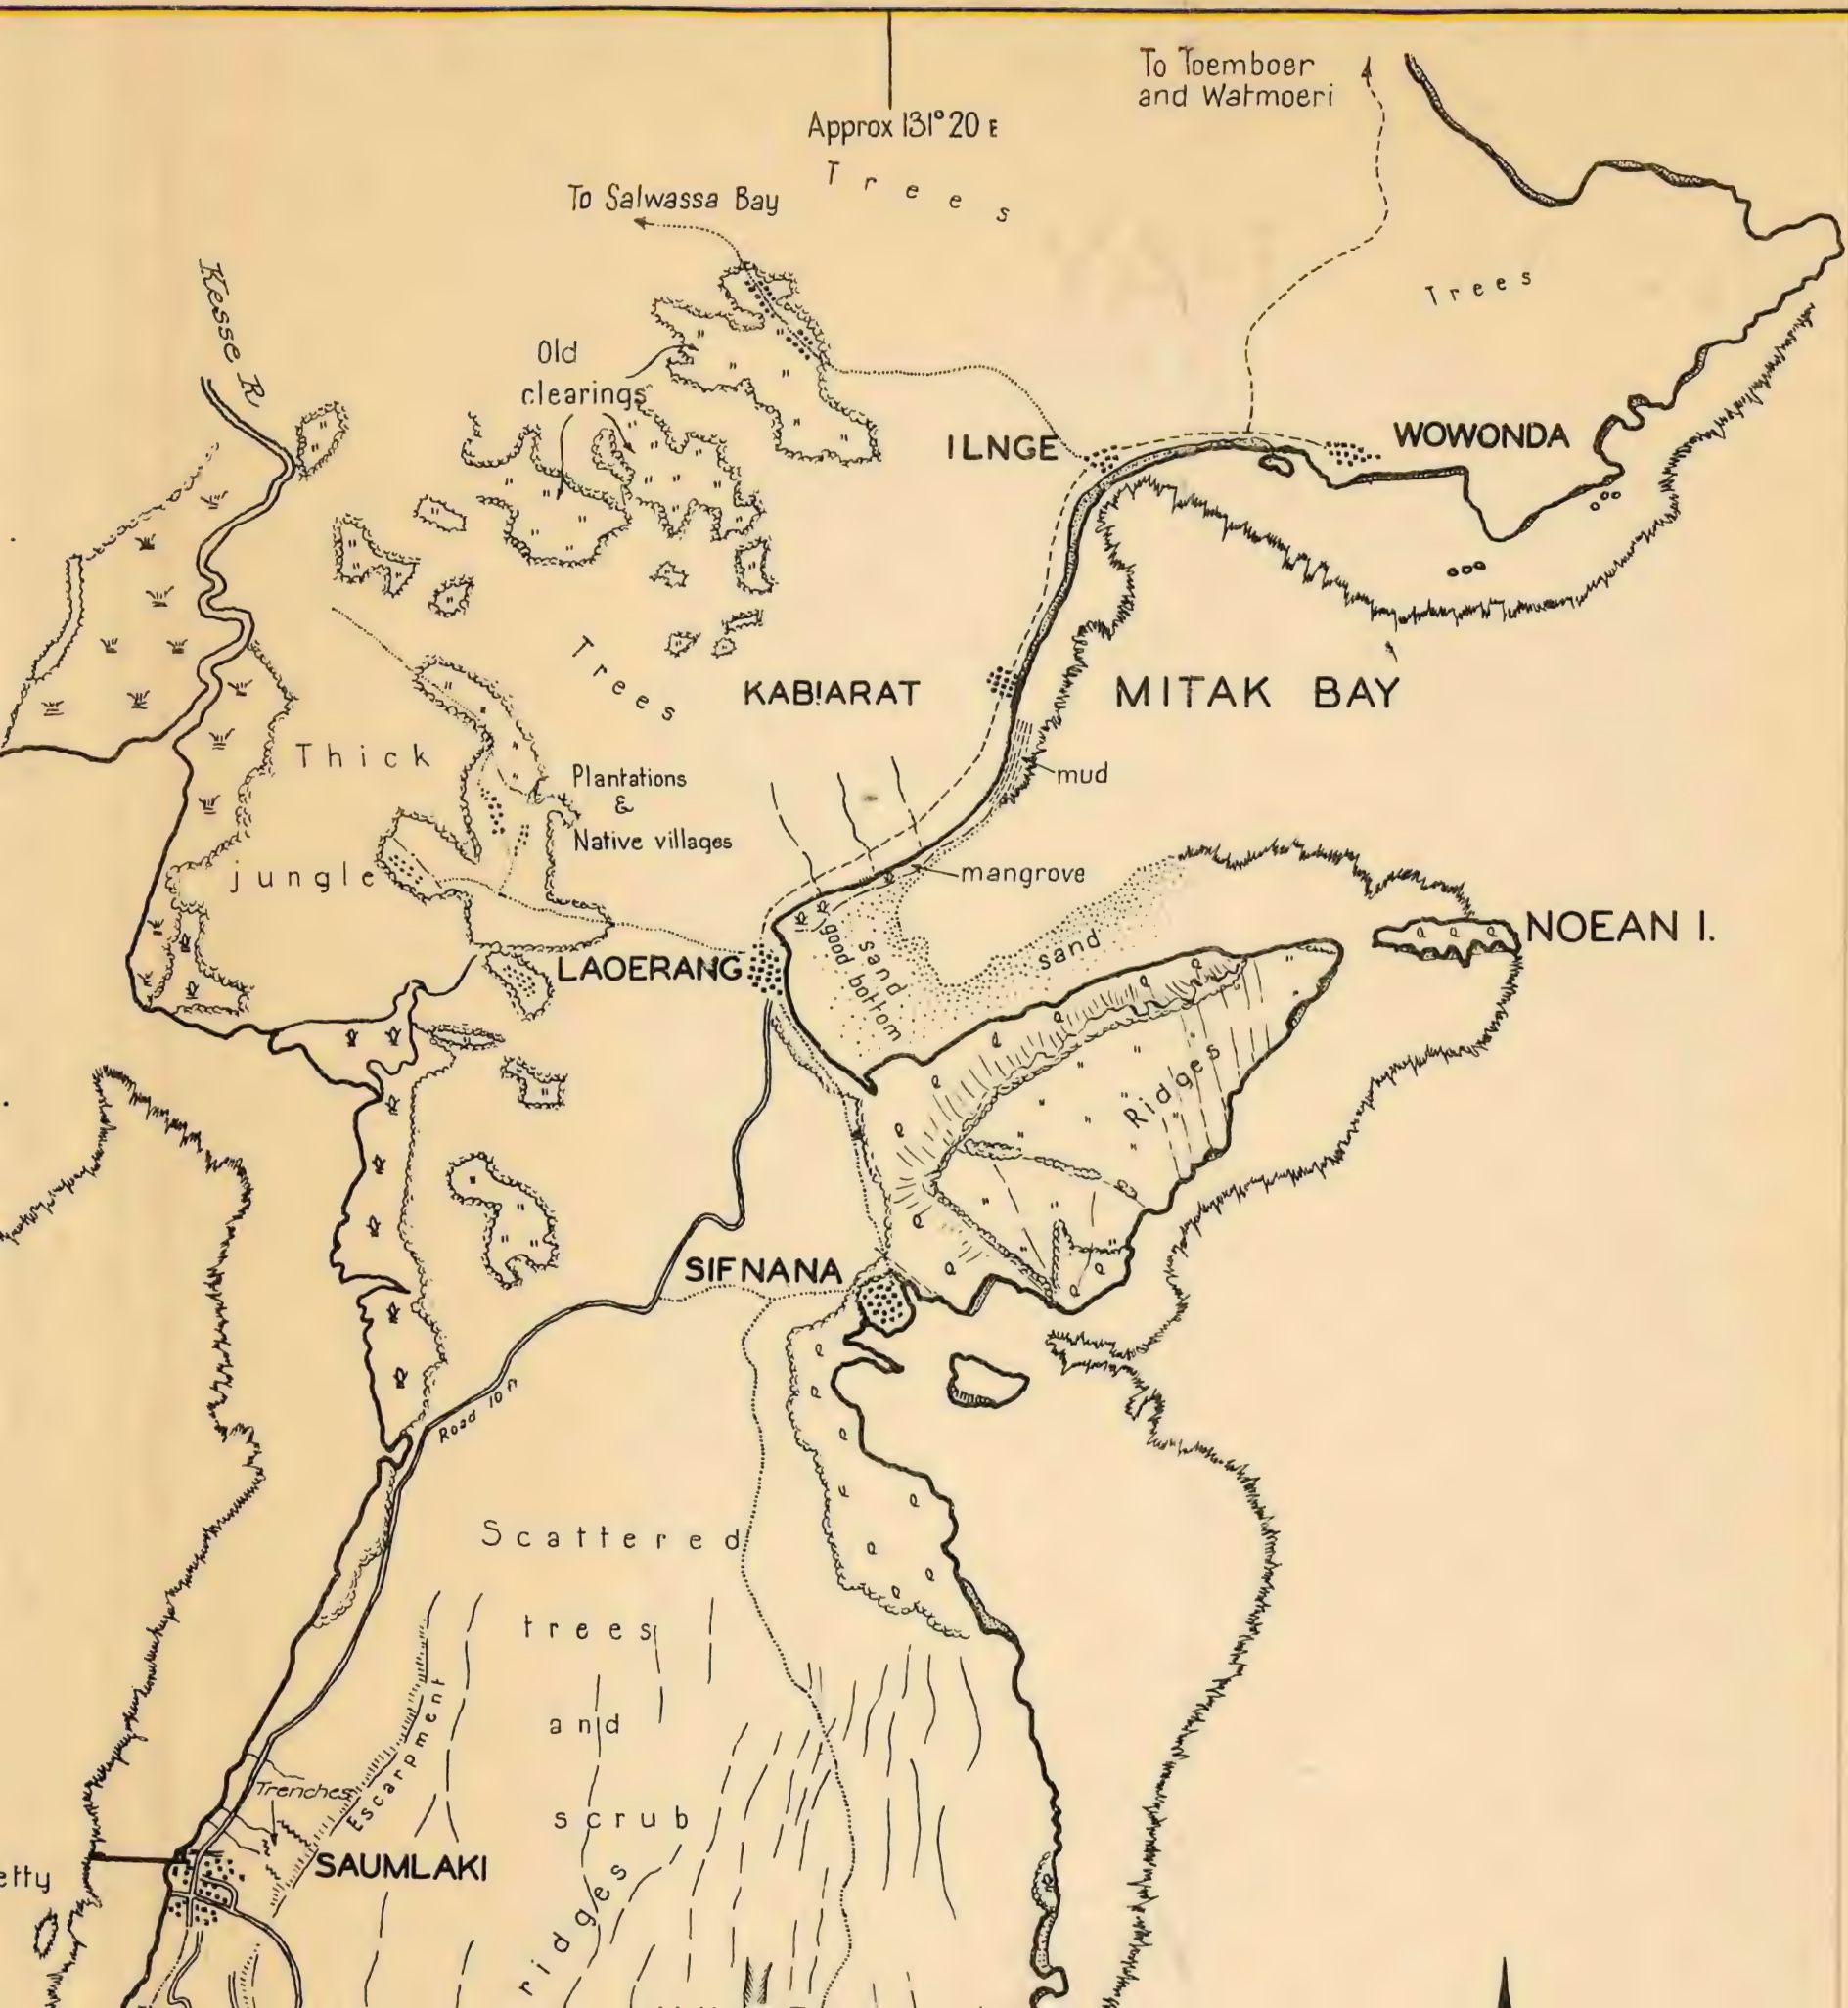 To Toemboer
and Watmoeri
Approx 131° 20 E
Trees
To Salwassa Bay
Kesse R
Trees
Old
clearings
ILNGE
WOWONDA
Trees
KABIARAT
MITAK BAY
Thick
jungle
Plantations
&
Native villages
mud
mangrove
sand
good bottom
sand
NOEAN I.
LAOERANG
Ridges
SIFNANA
Road 10 F
Scattered
trees
and
scrub
ridges
Escarpment
Trenches
SAUMLAKI
etty